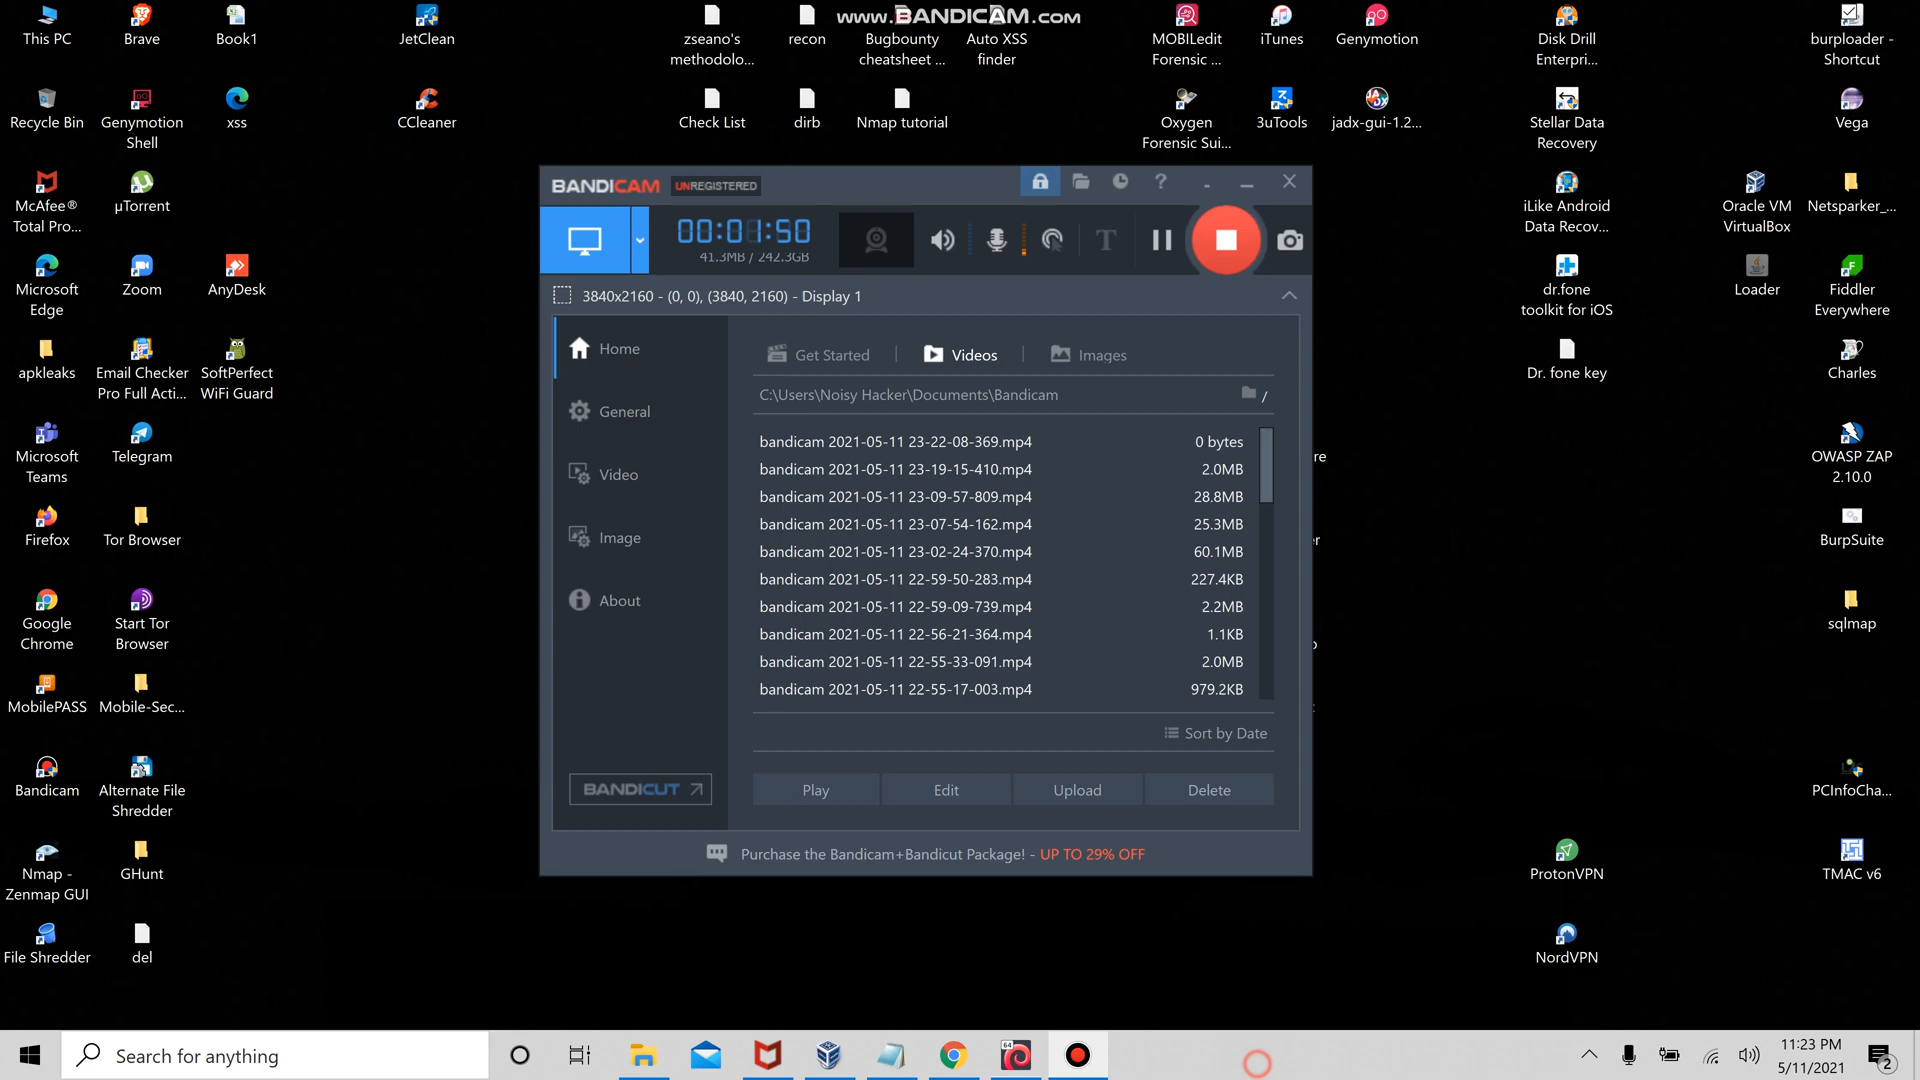 www.BANDICAM.com
This PC
Brave
Book1
JetClean
zseano's
methodolo...
recon
Bugbounty
cheatsheet ...
Auto XSS
finder
MOBILedit
Forensic ...
iTunes
Genymotion
Disk Drill
Enterpri...
burploader -
Shortcut
Recycle Bin
Genymotion
Shell
xss
CCleaner
Check List
dirb
Nmap tutorial
Oxygen
Forensic Sui...
3uTools
jadx-gui-1.2...
Stellar Data
Recovery
Vega
McAfee®
Total Pro...
µTorrent
iLike Android
Data Recov...
Oracle VM
VirtualBox
Netsparker_...
Microsoft
Edge
Zoom
AnyDesk
dr.fone
toolkit for iOS
Loader
Fiddler
Everywhere
apkleaks
Email Checker
Pro Full Acti...
SoftPerfect
WiFi Guard
Dr. fone key
Charles
Microsoft
Teams
Telegram
OWASP ZAP
2.10.0
Firefox
Tor Browser
BurpSuite
Google
Chrome
Start Tor
Browser
sqlmap
MobilePASS
Mobile-Sec...
Bandicam
Alternate File
Shredder
PCInfoCha...
Nmap -
Zenmap GUI
GHunt
ProtonVPN
TMAC v6
File Shredder
del
NordVPN
BANDICAM UNREGISTERED
00:01:50
41.3MB / 242.3GB
3840x2160 - (0, 0), (3840, 2160) - Display 1
Home
General
Video
Image
About
BANDICUT
Get Started
Videos
Images
C:\Users\Noisy Hacker\Documents\Bandicam
/
bandicam 2021-05-11 23-22-08-369.mp4 0 bytes
bandicam 2021-05-11 23-19-15-410.mp4 2.0MB
bandicam 2021-05-11 23-09-57-809.mp4 28.8MB
bandicam 2021-05-11 23-07-54-162.mp4 25.3MB
bandicam 2021-05-11 23-02-24-370.mp4 60.1MB
bandicam 2021-05-11 22-59-50-283.mp4 227.4KB
bandicam 2021-05-11 22-59-09-739.mp4 2.2MB
bandicam 2021-05-11 22-56-21-364.mp4 1.1KB
bandicam 2021-05-11 22-55-33-091.mp4 2.0MB
bandicam 2021-05-11 22-55-17-003.mp4 979.2KB
Sort by Date
Play
Edit
Upload
Delete
Purchase the Bandicam+Bandicut Package! - UP TO 29% OFF
re
er
Search for anything
64
11:23 PM
5/11/2021
2